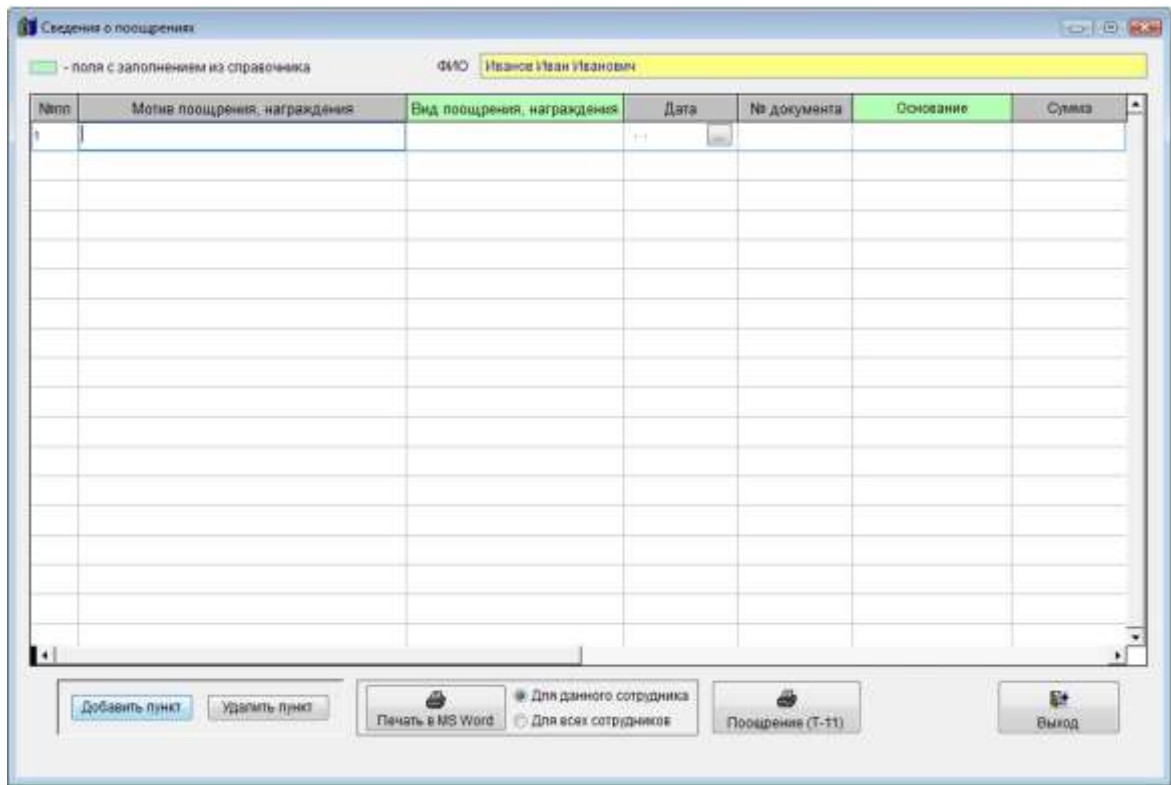 Сведения о поощрениях
- поля с заполнением из справочника
ФИО Иванов Иван Иванович
№пп Мотив поощрения, награждения Вид поощрения, награждения Дата № документа Основание Сумма
1 . . ...
Добавить пункт Удалить пункт Печать в MS Word Для данного сотрудника
Для всех сотрудников
Поощрение (Т-11) Выход